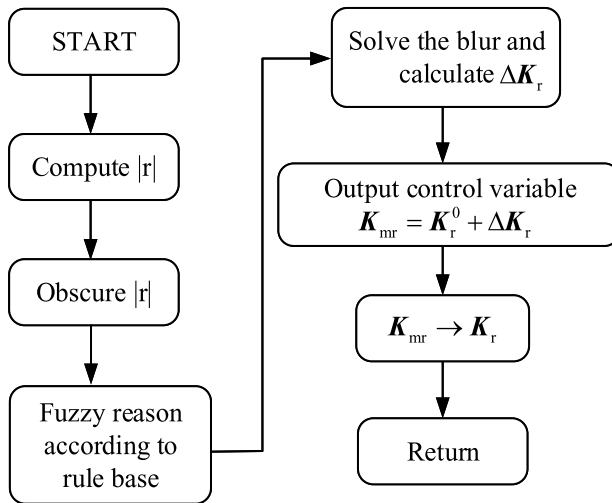 START
Compute |r|
Obscure |r|
Fuzzy reason
according to
rule base
Solve the blur and
calculate ΔK_r
Output control variable
K_mr = K_r^0 + ΔK_r
K_mr → K_r
Return